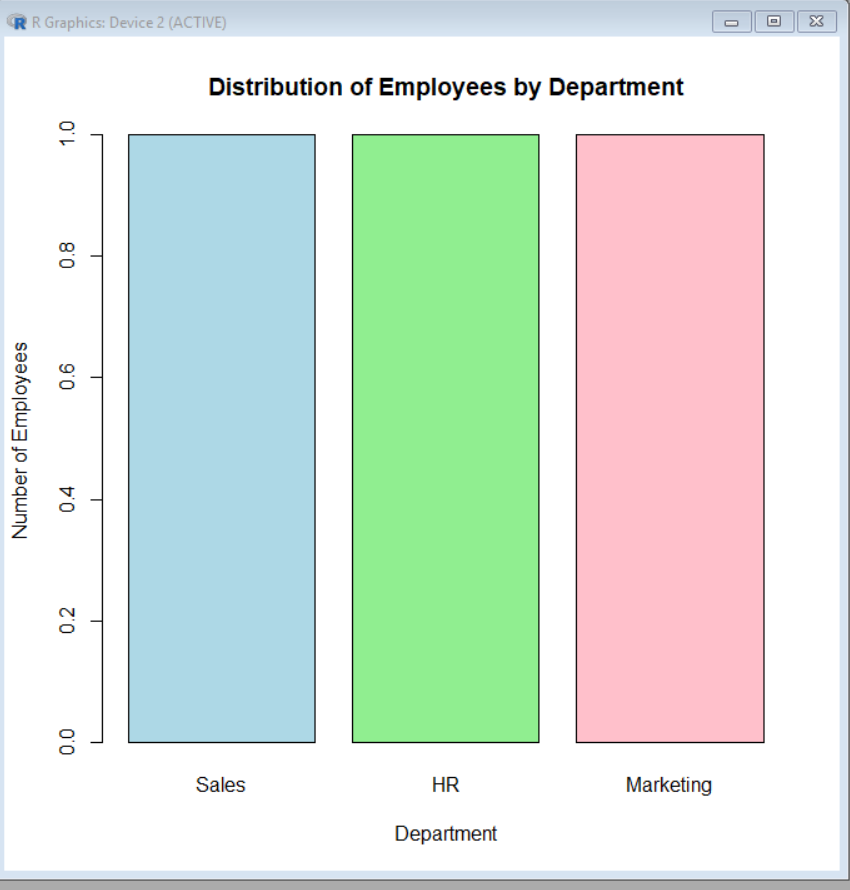 R Graphics: Device 2 (ACTIVE)
Distribution of Employees by Department
Number of Employees
1.0
0.8
0.6
0.4
0.2
0.0
Sales HR Marketing
Department